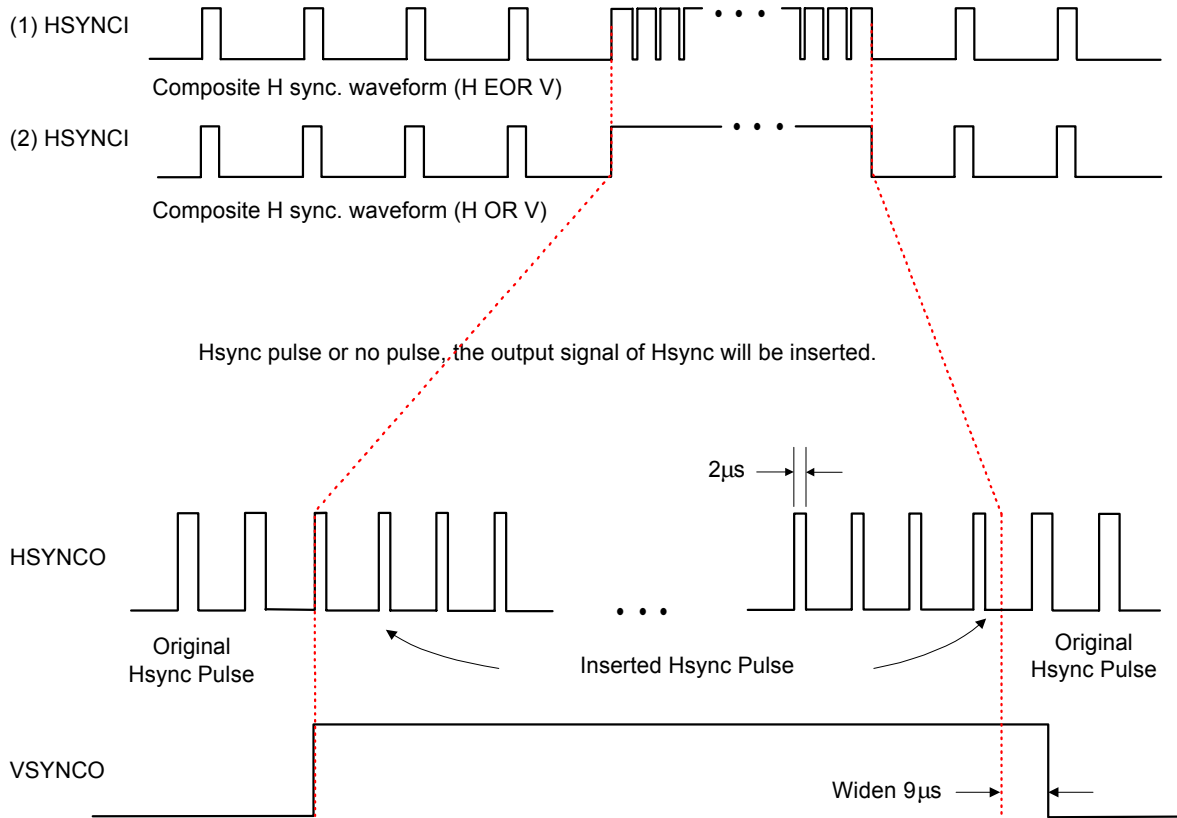 (1) HSYNCI
Composite H sync. waveform (H EOR V)
(2) HSYNCI
Composite H sync. waveform (H OR V)
Hsync pulse or no pulse, the output signal of Hsync will be inserted.
2µs
HSYNCO
Original
Hsync Pulse
Inserted Hsync Pulse
Original
Hsync Pulse
VSYNCO
Widen 9µs